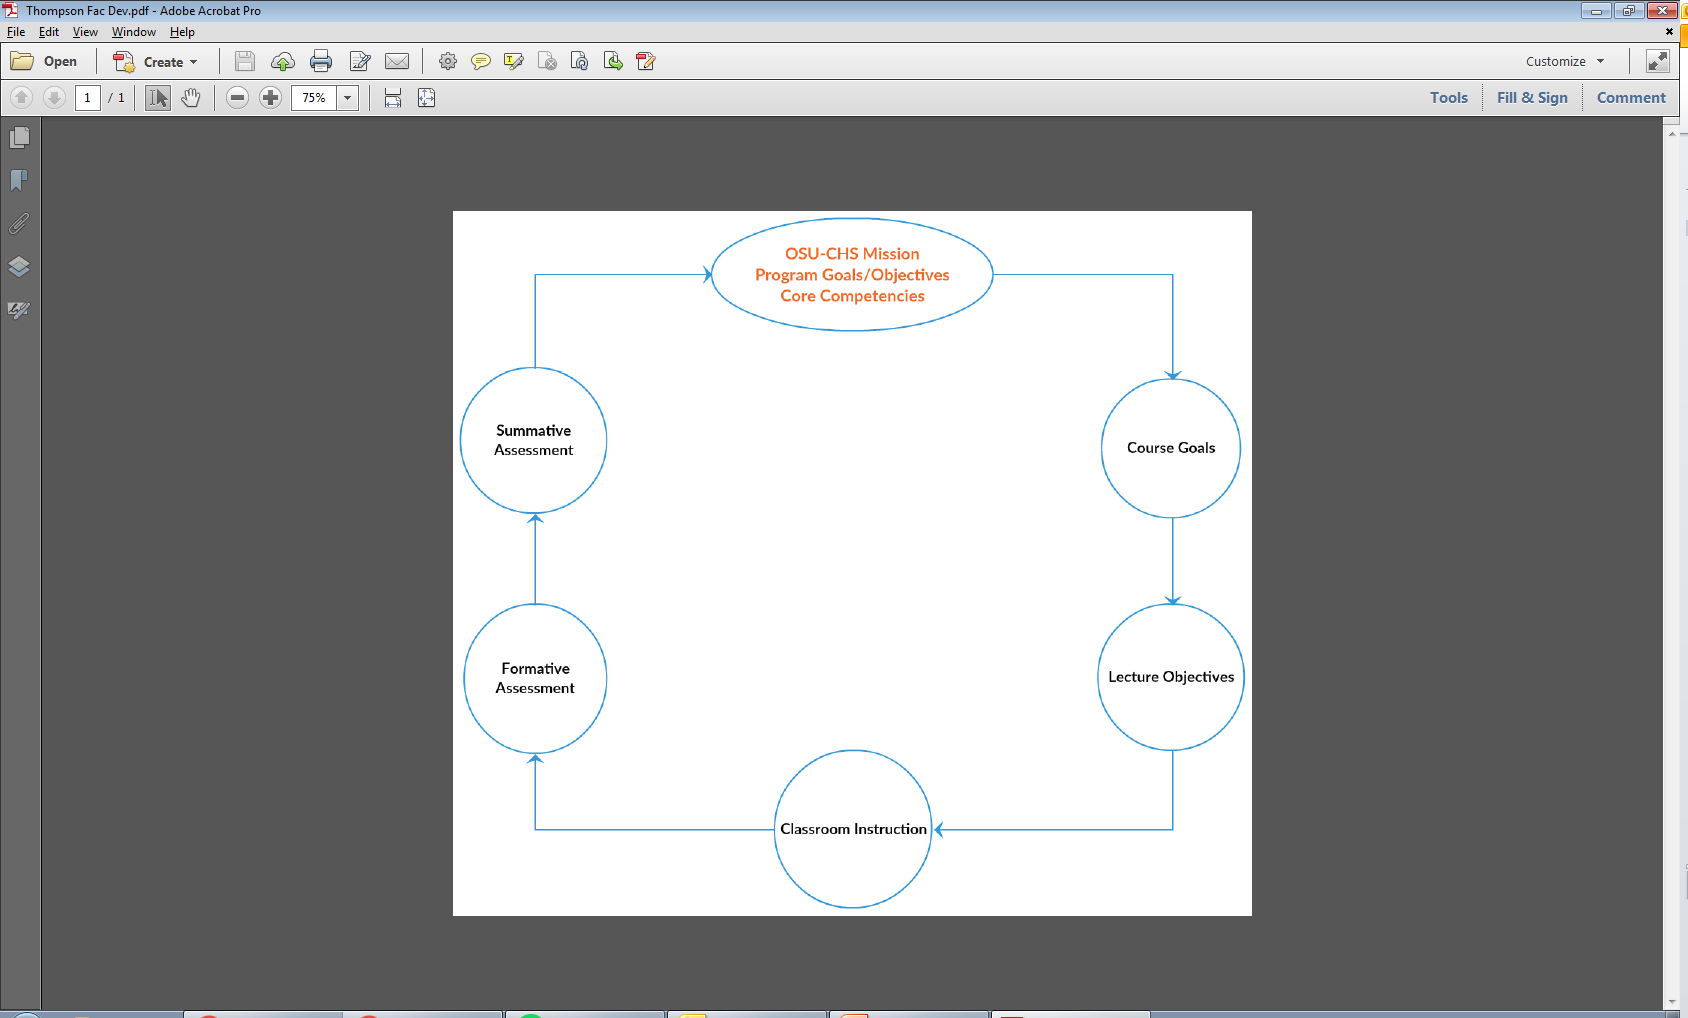 Thompson Fac Dev.pdf - Adobe Acrobat Pro
File Edit View Window Help
Open Create Customize
1 / 1 75% Tools Fill & Sign Comment
OSU-CHS Mission
Program Goals/Objectives
Core Competencies
Summative
Assessment
Course Goals
Formative
Assessment
Lecture Objectives
Classroom Instruction